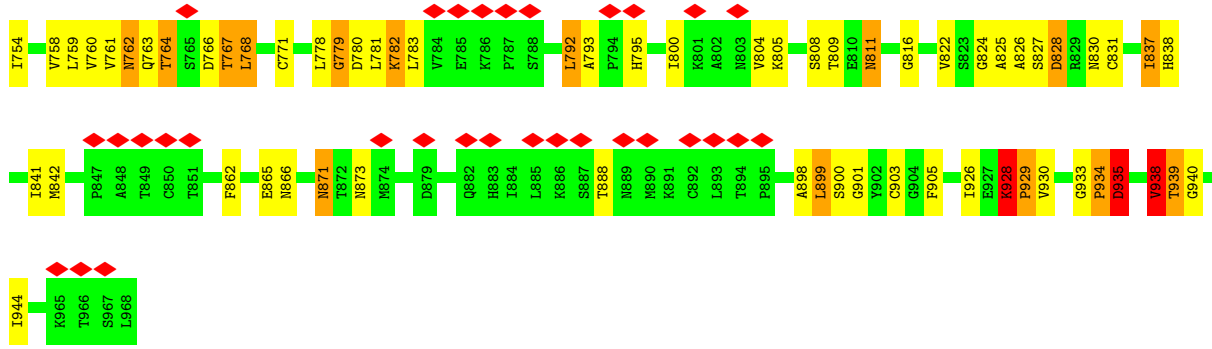 I754 V758 L759 V760 V761 N762 Q763 T764 S765 D766 T767 L768 C771 L778 G779 D780 L781 K782 L783 V784 E785 K786 P787 S788 L792 A793 P794 H795 I800 K801 A802 N803 V804 K805 S808 T809 E810 N811 G816 V822 S823 G824 A825 A826 S827 D828 R829 N830 C831 I837 H838
I841 M842 P847 A848 T849 C850 T851 F862 E865 N866 N871 T872 N873 M874 D879 Q882 H883 I884 L885 K886 S887 T888 N889 M890 K891 C892 L893 T894 P895 A898 L899 S900 G901 Y902 C903 G904 F905 I926 E927 K928 P929 V930 G933 P934 D935 V938 T939 G940
I944 K965 T966 S967 L968